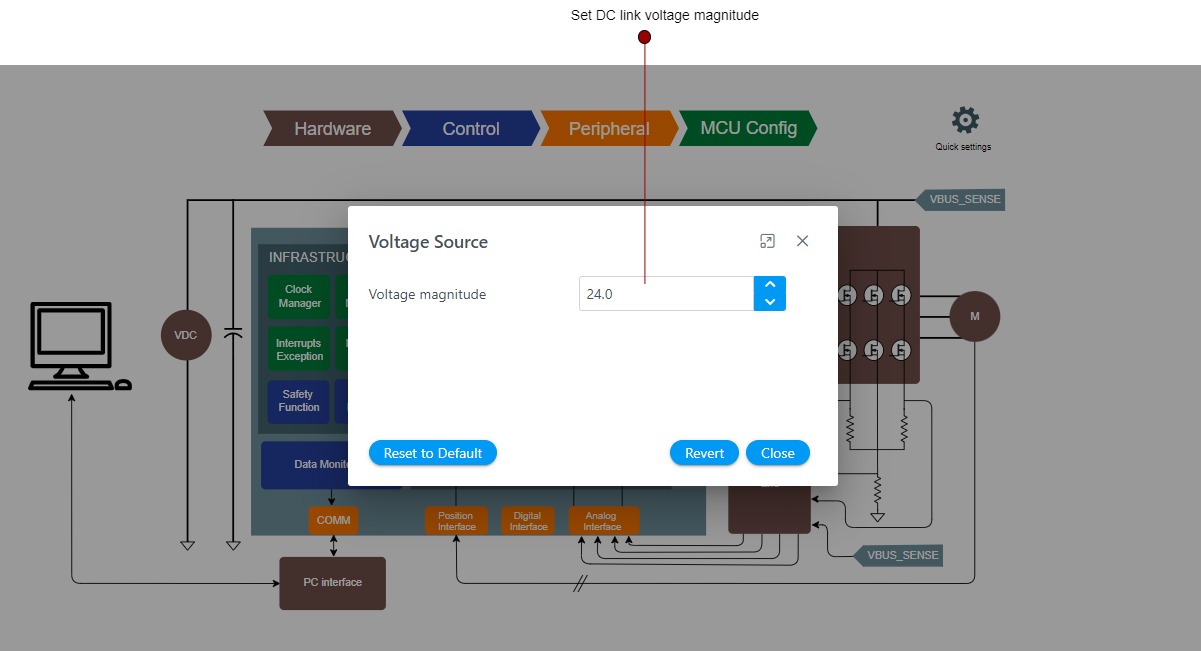 Set DC link voltage magnitude
Hardware
Control
Peripheral
MCU Config
Quick settings
VBUS_SENSE
Voltage Source
INFRASTRUC
Voltage magnitude
24.0
Clock
Manager
VDC
M
Interrupts
Exception
Safety
Function
Reset to Default
Revert
Close
Data Monito
COMM
Position
Interface
Digital
Interface
Analog
Interface
VBUS_SENSE
PC interface